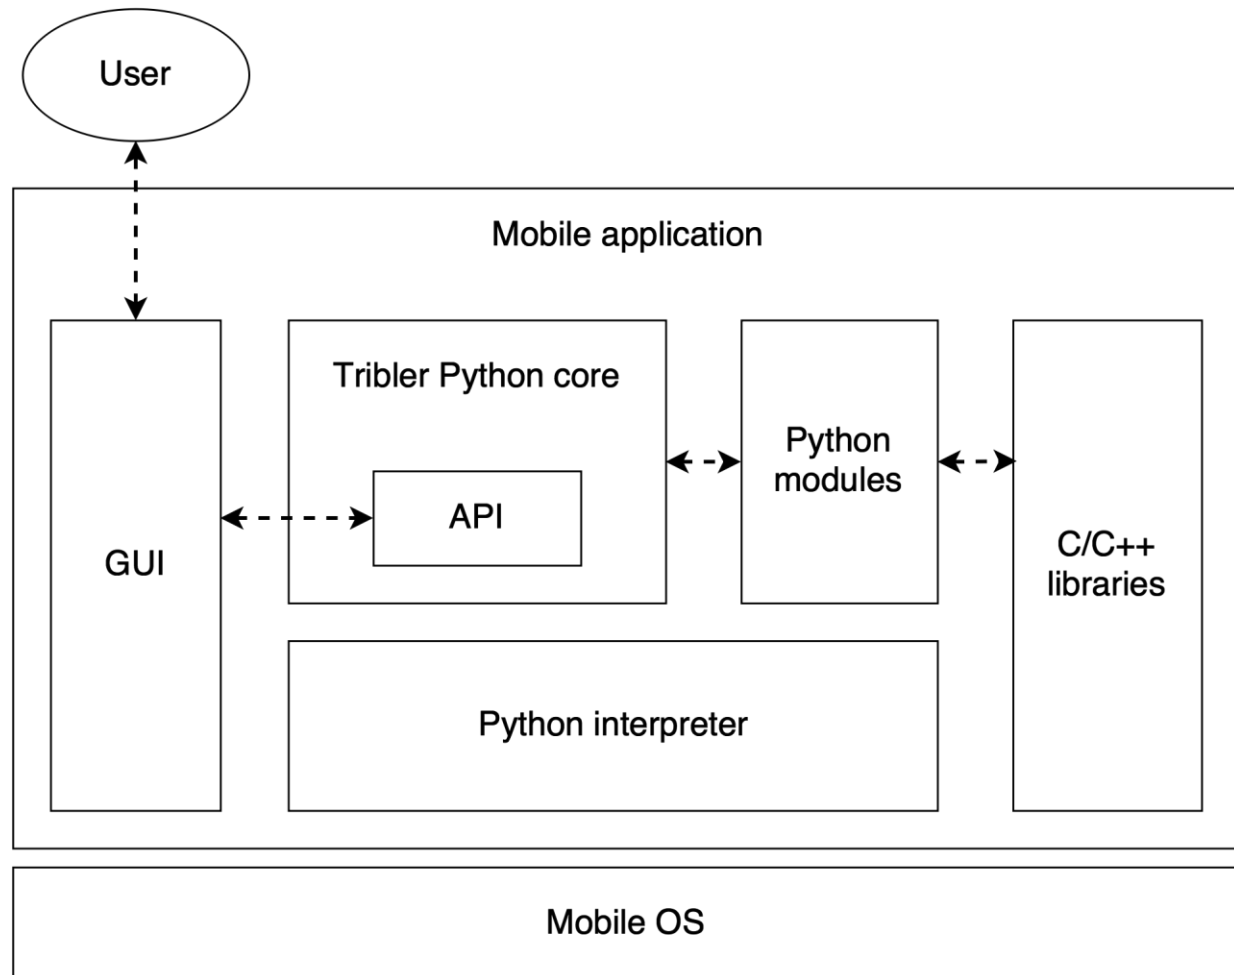 User
Mobile application
Tribler Python core
Python
modules
API
GUI
C/C++
libraries
Python interpreter
Mobile OS